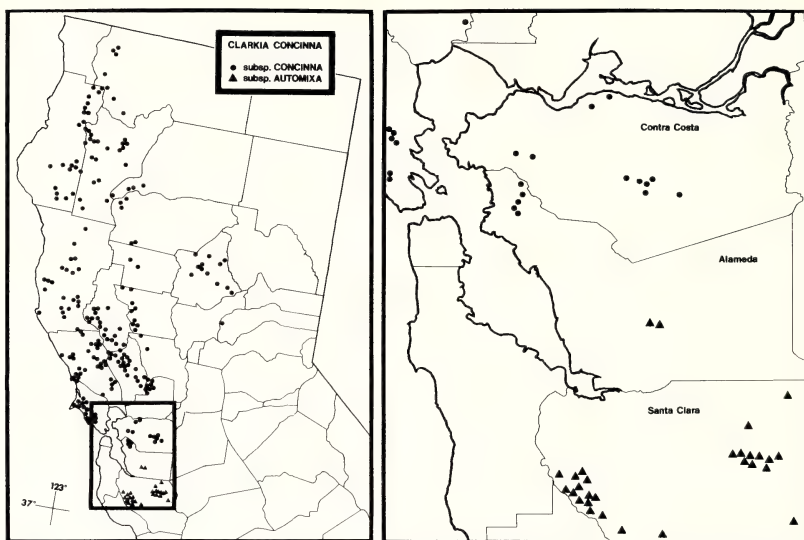 CLARKIA CONCINNA
● subsp. CONCINNA
▲ subsp. AUTOMIXA
123°
37°
Contra Costa
Alameda
Santa Clara